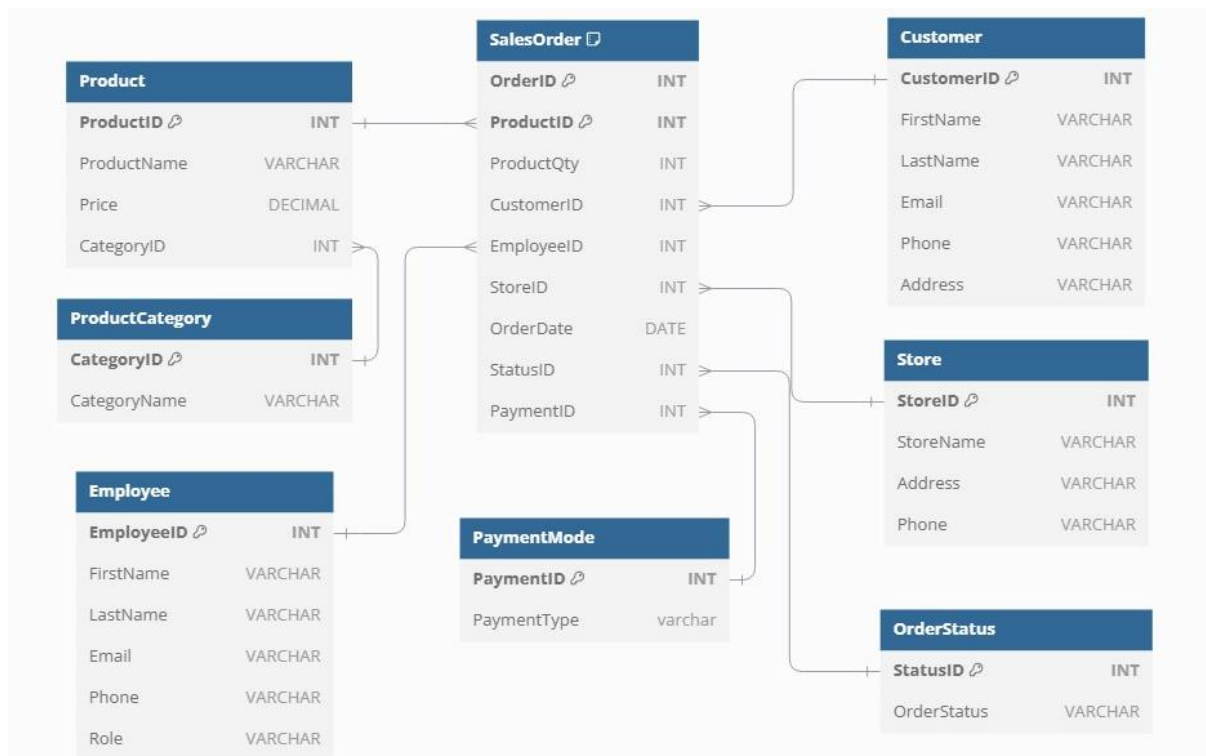 Product
ProductID INT
ProductName VARCHAR
Price DECIMAL
CategoryID INT
ProductCategory
CategoryID INT
CategoryName VARCHAR
Employee
EmployeeID INT
FirstName VARCHAR
LastName VARCHAR
Email VARCHAR
Phone VARCHAR
Role VARCHAR
SalesOrder
OrderID INT
ProductID INT
ProductQty INT
CustomerID INT
EmployeeID INT
StoreID INT
OrderDate DATE
StatusID INT
PaymentID INT
PaymentMode
PaymentID INT
PaymentType varchar
Customer
CustomerID INT
FirstName VARCHAR
LastName VARCHAR
Email VARCHAR
Phone VARCHAR
Address VARCHAR
Store
StoreID INT
StoreName VARCHAR
Address VARCHAR
Phone VARCHAR
OrderStatus
StatusID INT
OrderStatus VARCHAR